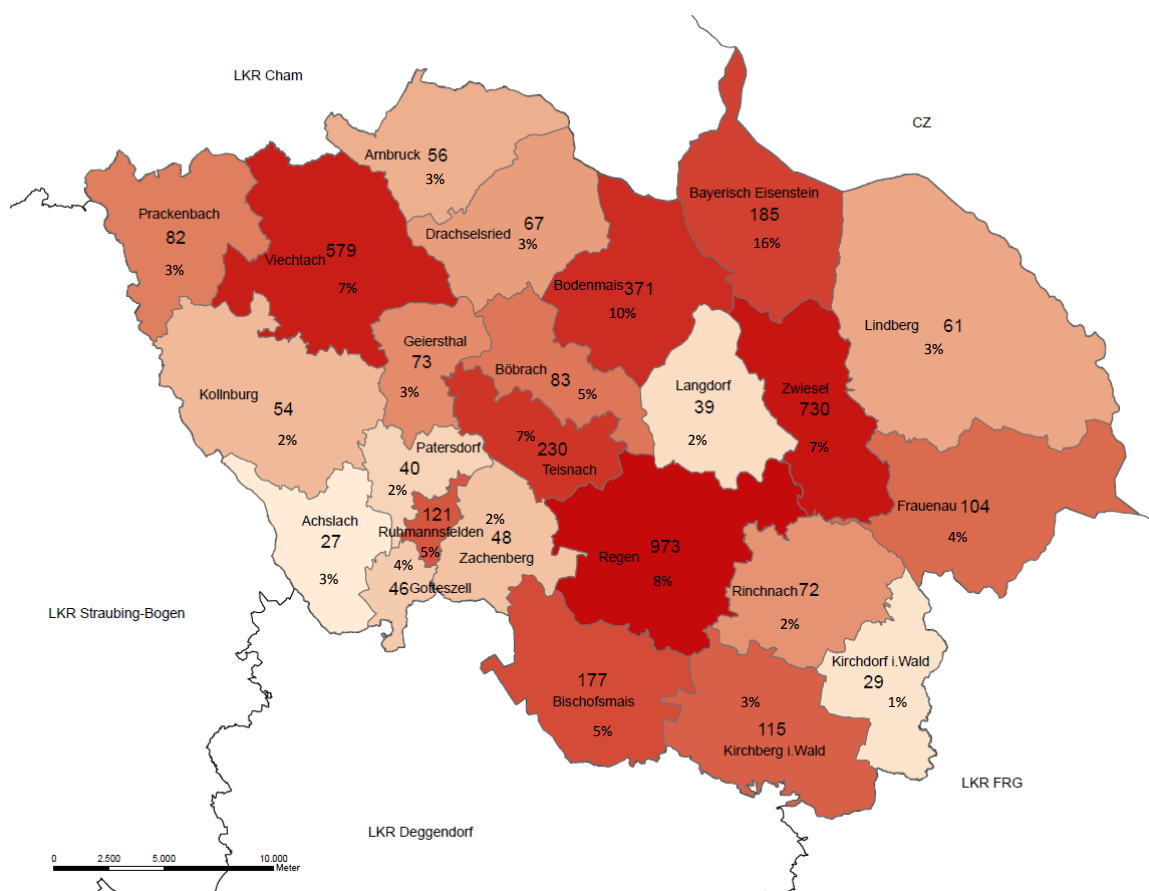 LKR Cham
CZ
Arnbruck 56
3%
Bayerisch Eisenstein
185
16%
Prackenbach
82
3%
Drachselsried 67
3%
Viechtach 579
7%
Bodenmais 371
10%
Lindberg 61
3%
Geiersthal
73
3%
Böbrach 83
5%
Langdorf
39
2%
Zwiesel
730
7%
Kollnburg
54
2%
Patersdorf
40
2%
7%
230
Teisnach
Frauenau 104
4%
Achslach
27
3%
121
Ruhmannsfelden
5%
2%
48
Zachenberg
4%
46 Gotteszell
Regen 973
8%
Rinchnach 72
2%
LKR Straubing-Bogen
Kirchdorf i.Wald
29
1%
177
Bischofsmais
5%
3%
115
Kirchberg i.Wald
LKR FRG
LKR Deggendorf
0 2.500 5.000 10.000
Meter